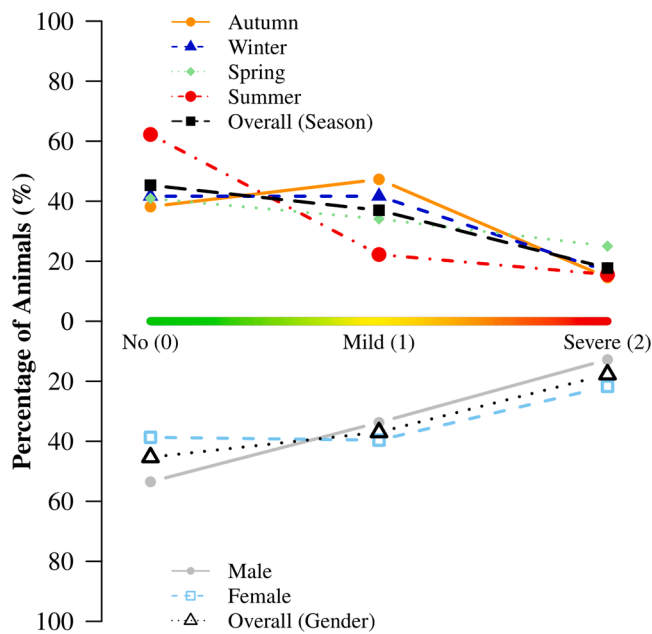 100
Autumn
Winter
80
Spring
Summer
Overall (Season)
60
40
20
0
No (0) Mild (1) Severe (2)
Percentage of Animals (%)
20
40
60
80
Male
Female
100
Overall (Gender)